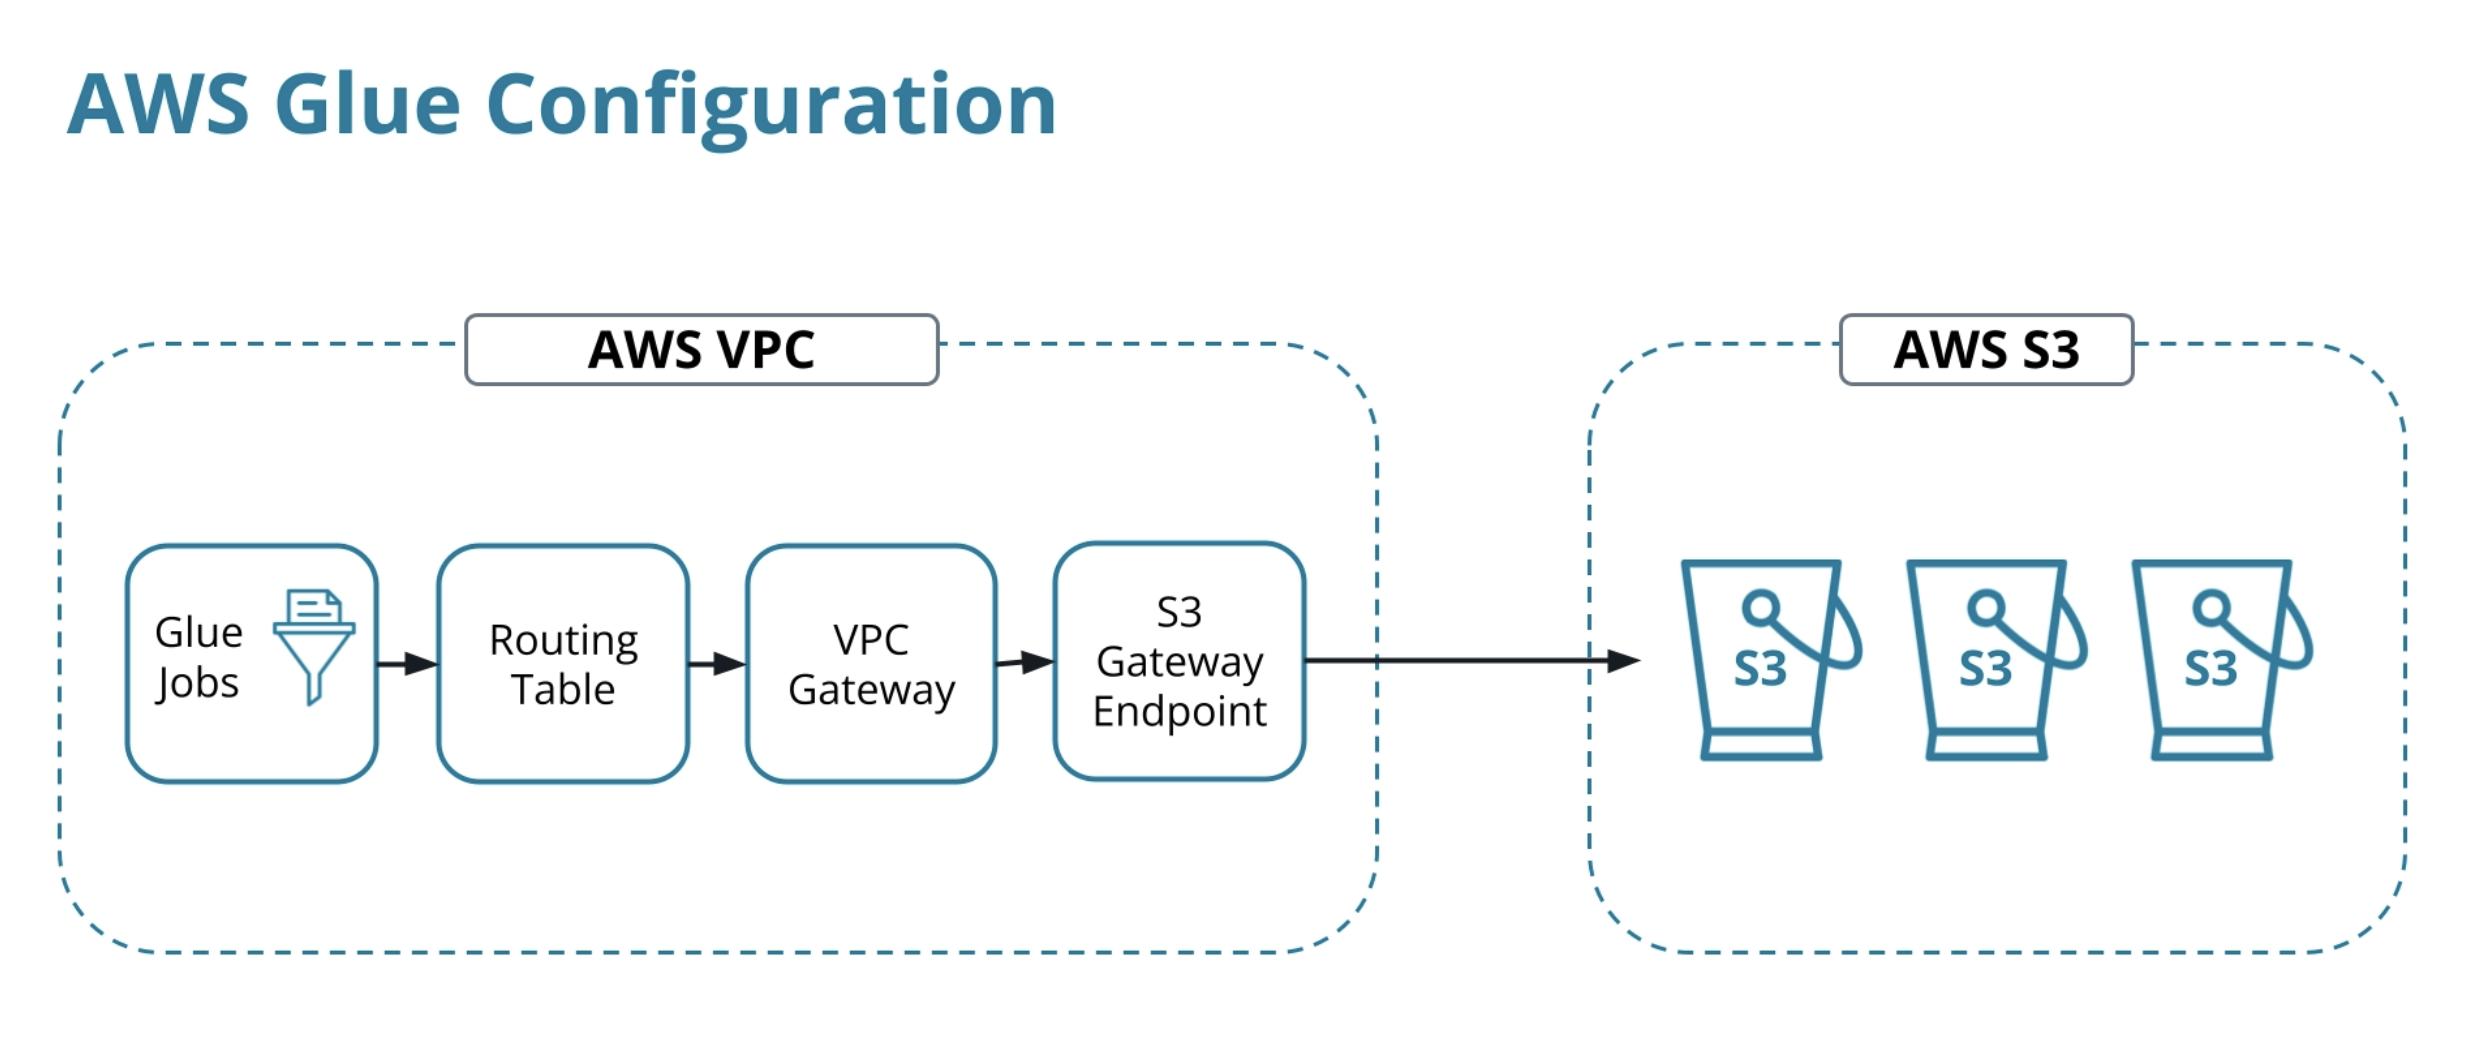 AWS Glue Configuration
AWS VPC
AWS S3
Glue
Jobs
Routing
Table
VPC
Gateway
S3
Gateway
Endpoint
S3
S3
S3